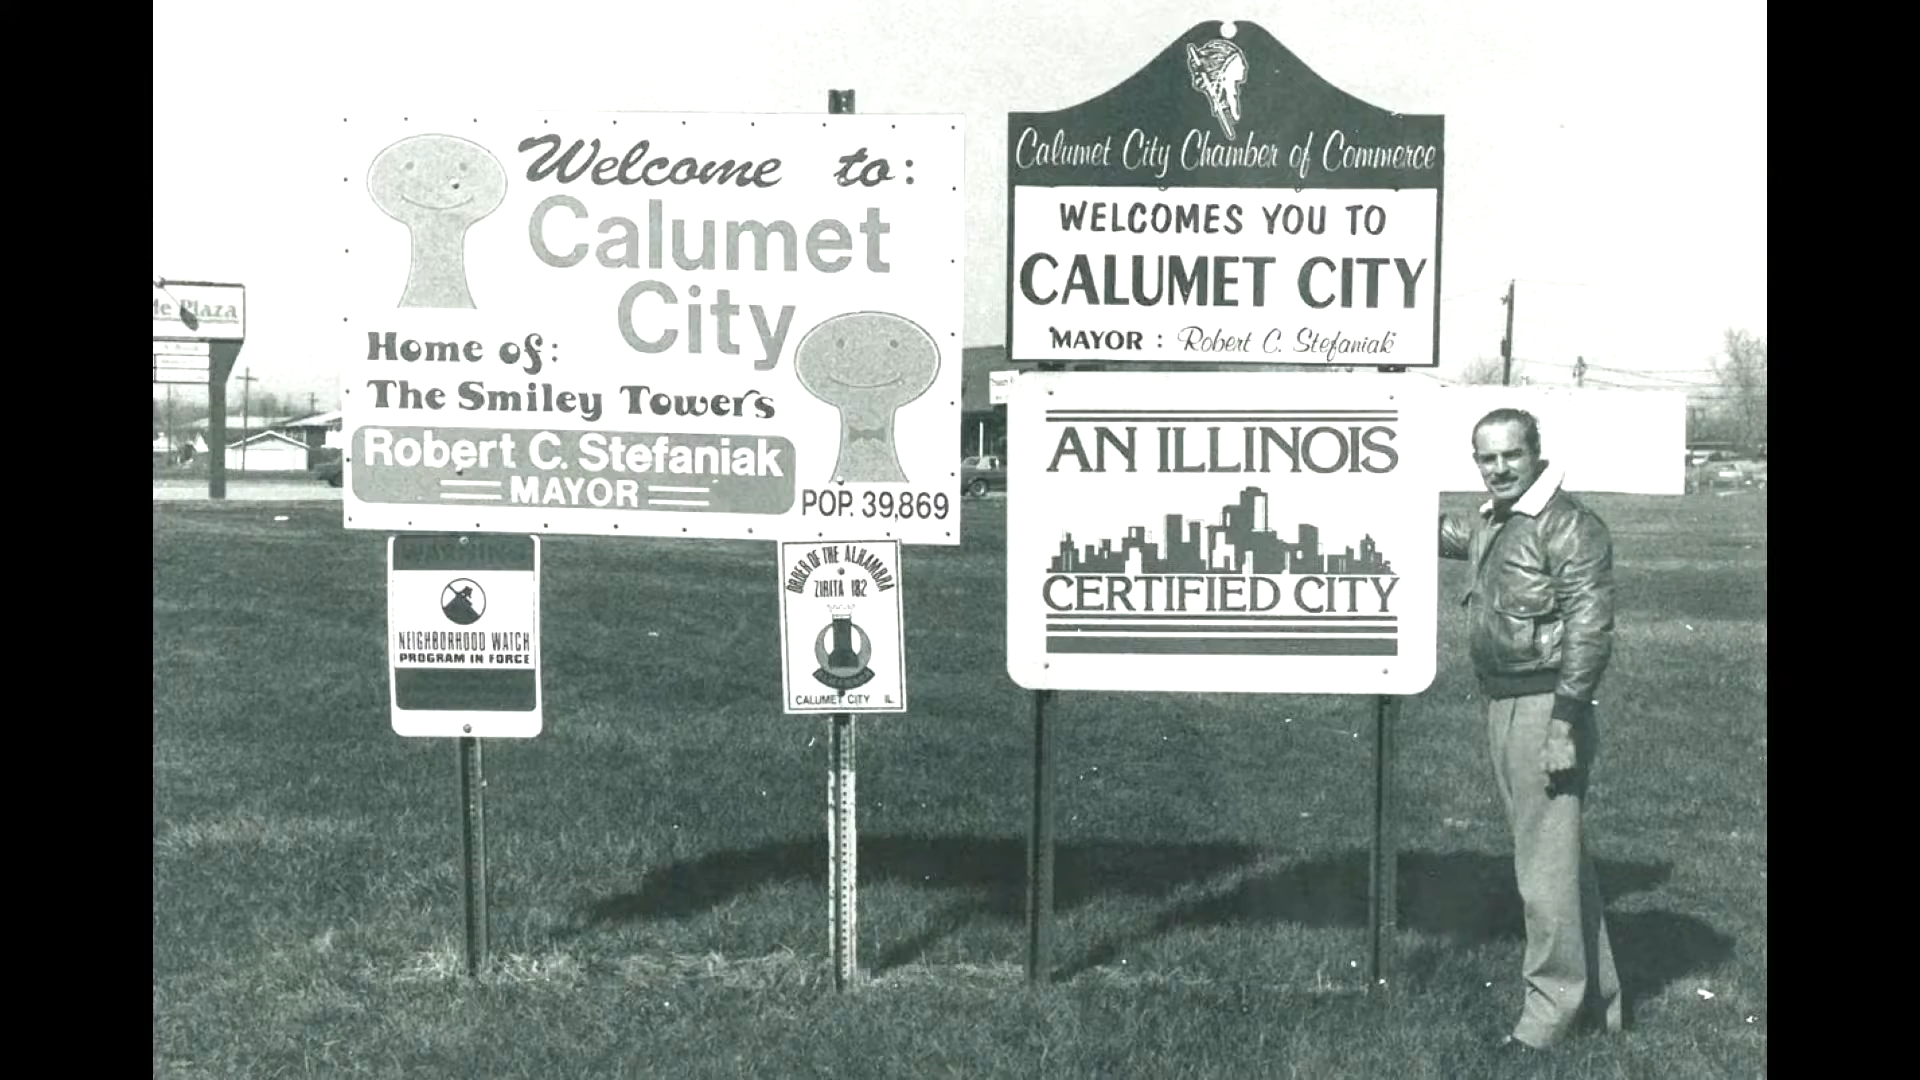 Plaza
Welcome to:
Calumet
City
Home of:
The Smiley Towers
Robert C. Stefaniak
MAYOR
POP. 39,869
WARNING
NEIGHBORHOOD WATCH
PROGRAM IN FORCE
ORDER OF THE ALHAMBRA
ZIRITA 182
CALUMET CITY IL
Calumet City Chamber of Commerce
WELCOMES YOU TO
CALUMET CITY
MAYOR : Robert C. Stefaniak
AN ILLINOIS
CERTIFIED CITY